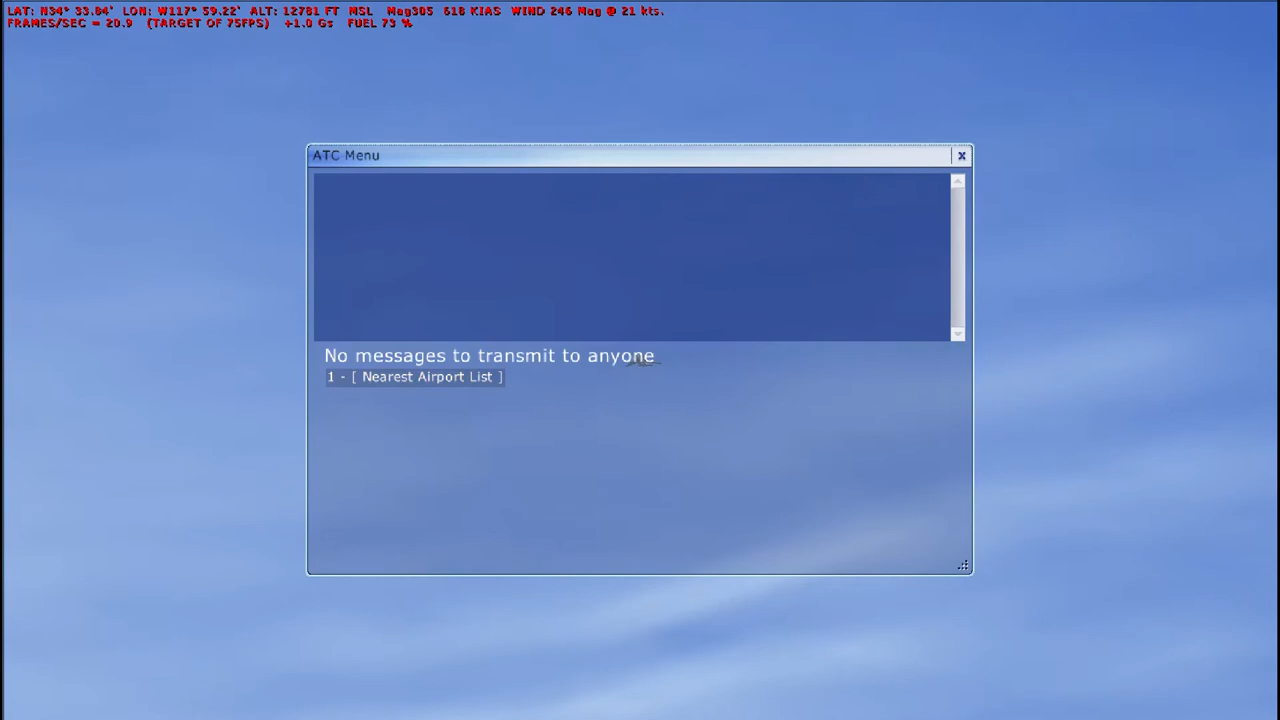 LAT: N34° 33.84' LON: W117° 59.22' ALT: 12781 FT MSL Mag305 618 KIAS WIND 246 Mag @ 21 kts.
FRAMES/SEC = 20.9 (TARGET OF 75FPS) +1.0 Gs FUEL 73 %
ATC Menu
x
No messages to transmit to anyone
1 - [ Nearest Airport List ]